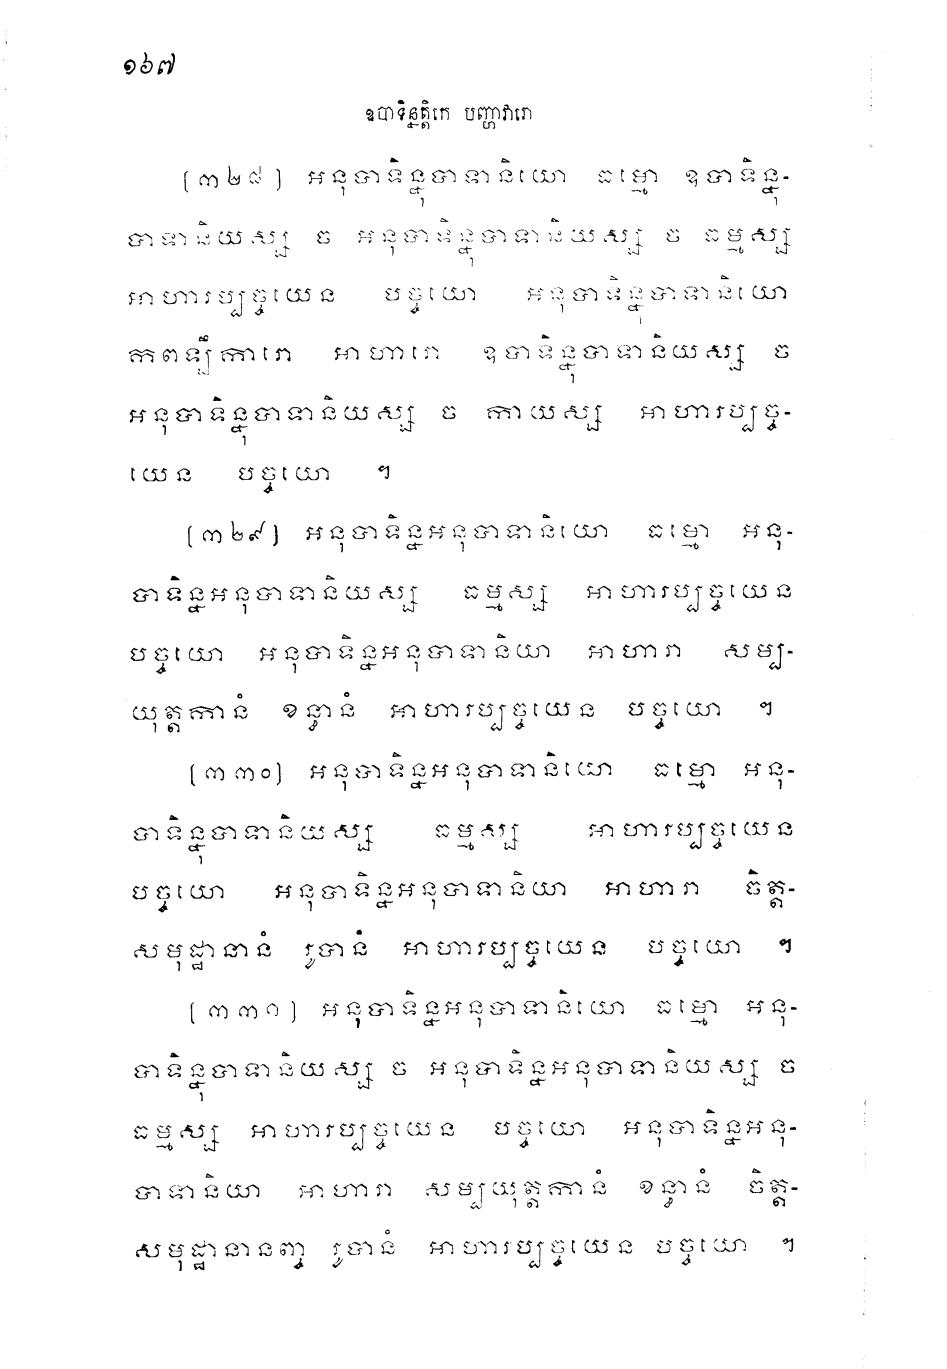 ១៦៧
ឧបាទិន្នត្តិកេ បញ្ហាវារោ
[៣២៨] អនុបាទិន្នុបាទានិយោ ធម្មោ ឧបាទិន្នុ-
បាទានិយស្ស ច អនុបាទិន្នុបាទានិយស្ស ច ធម្មស្ស
អាហារប្បច្ចយេន បច្ចយោ អនុបាទិន្នុបាទានិយោ
កពឡីការោ អាហារោ ឧបាទិន្នុបាទានិយស្ស ច
អនុបាទិន្នុបាទានិយស្ស ច កាយស្ស អាហារប្បច្ច-
យេន បច្ចយោ ។
[៣២៩] អនុបាទិន្នអនុបាទានិយោ ធម្មោ អនុ-
បាទិន្នអនុបាទានិយស្ស ធម្មស្ស អាហារប្បច្ចយេន
បច្ចយោ អនុបាទិន្នអនុបាទានិយា អាហារា សម្ប-
យុត្តកានំ ខន្ធានំ អាហារប្បច្ចយេន បច្ចយោ ។
[៣៣០] អនុបាទិន្នអនុបាទានិយោ ធម្មោ អនុ-
បាទិន្នុបាទានិយស្ស ធម្មស្ស អាហារប្បច្ចយេន
បច្ចយោ អនុបាទិន្នអនុបាទានិយា អាហារា ចិត្ត-
សមុដ្ឋានានំ រូបានំ អាហារប្បច្ចយេន បច្ចយោ ។
[៣៣១] អនុបាទិន្នអនុបាទានិយោ ធម្មោ អនុ-
បាទិន្នុបាទានិយស្ស ច អនុបាទិន្នអនុបាទានិយស្ស ច
ធម្មស្ស អាហារប្បច្ចយេន បច្ចយោ អនុបាទិន្នអនុ-
បាទានិយា អាហារា សម្បយុត្តកានំ ខន្ធានំ ចិត្ត-
សមុដ្ឋានានញ្ច រូបានំ អាហារប្បច្ចយេន បច្ចយោ ។